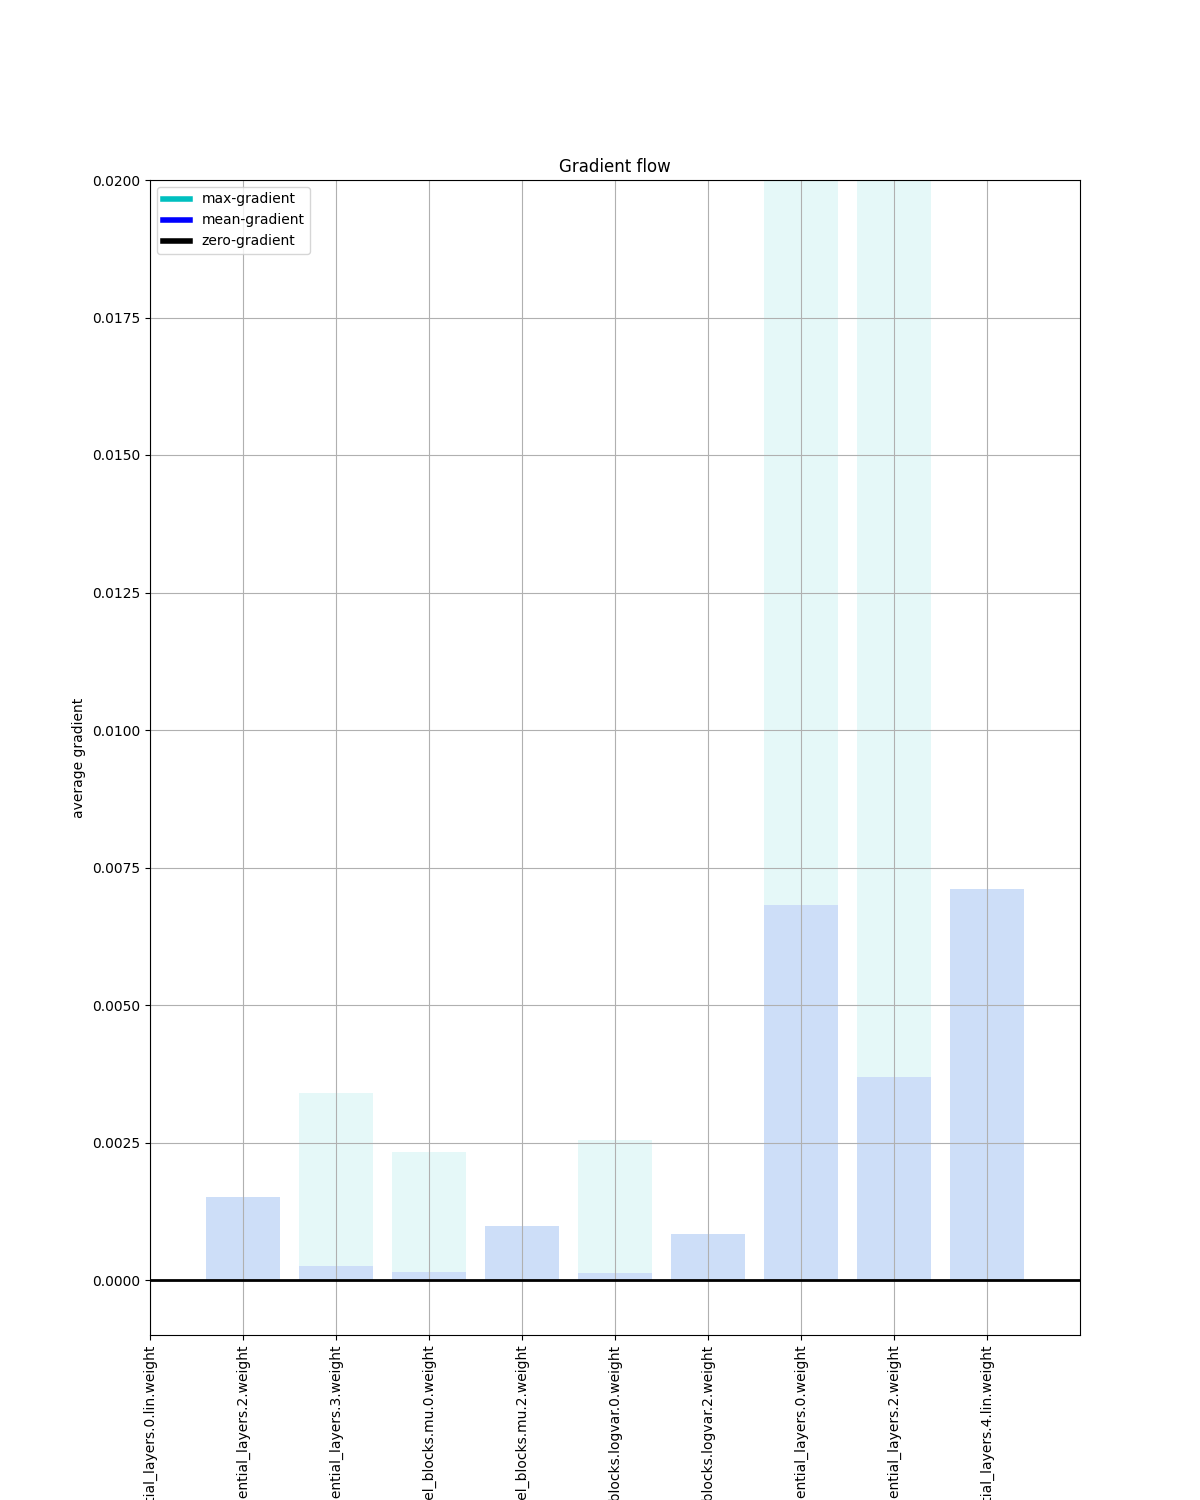 Gradient flow
max-gradient
mean-gradient
zero-gradient
0.0200
0.0175
0.0150
0.0125
0.0100
0.0075
0.0050
0.0025
0.0000
average gradient
tial_layers.0.lin.weight
ential_layers.2.weight
ential_layers.3.weight
el_blocks.mu.0.weight
el_blocks.mu.2.weight
blocks.logvar.0.weight
blocks.logvar.2.weight
ential_layers.0.weight
ential_layers.2.weight
tial_layers.4.lin.weight